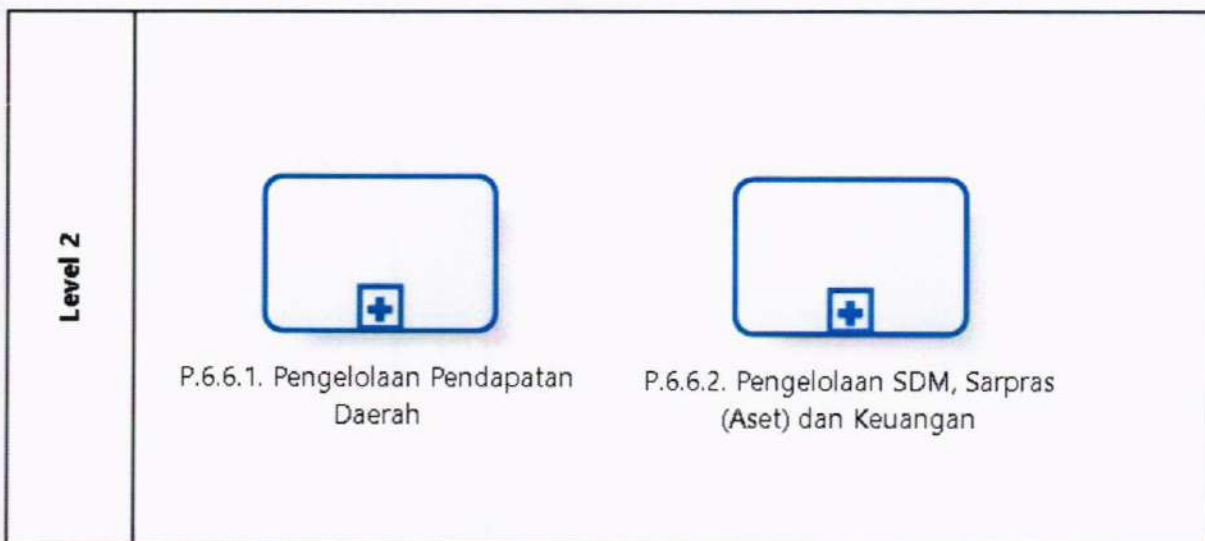 Level 2
P.6.6.1. Pengelolaan Pendapatan
Daerah
P.6.6.2. Pengelolaan SDM, Sarpras
(Aset) dan Keuangan